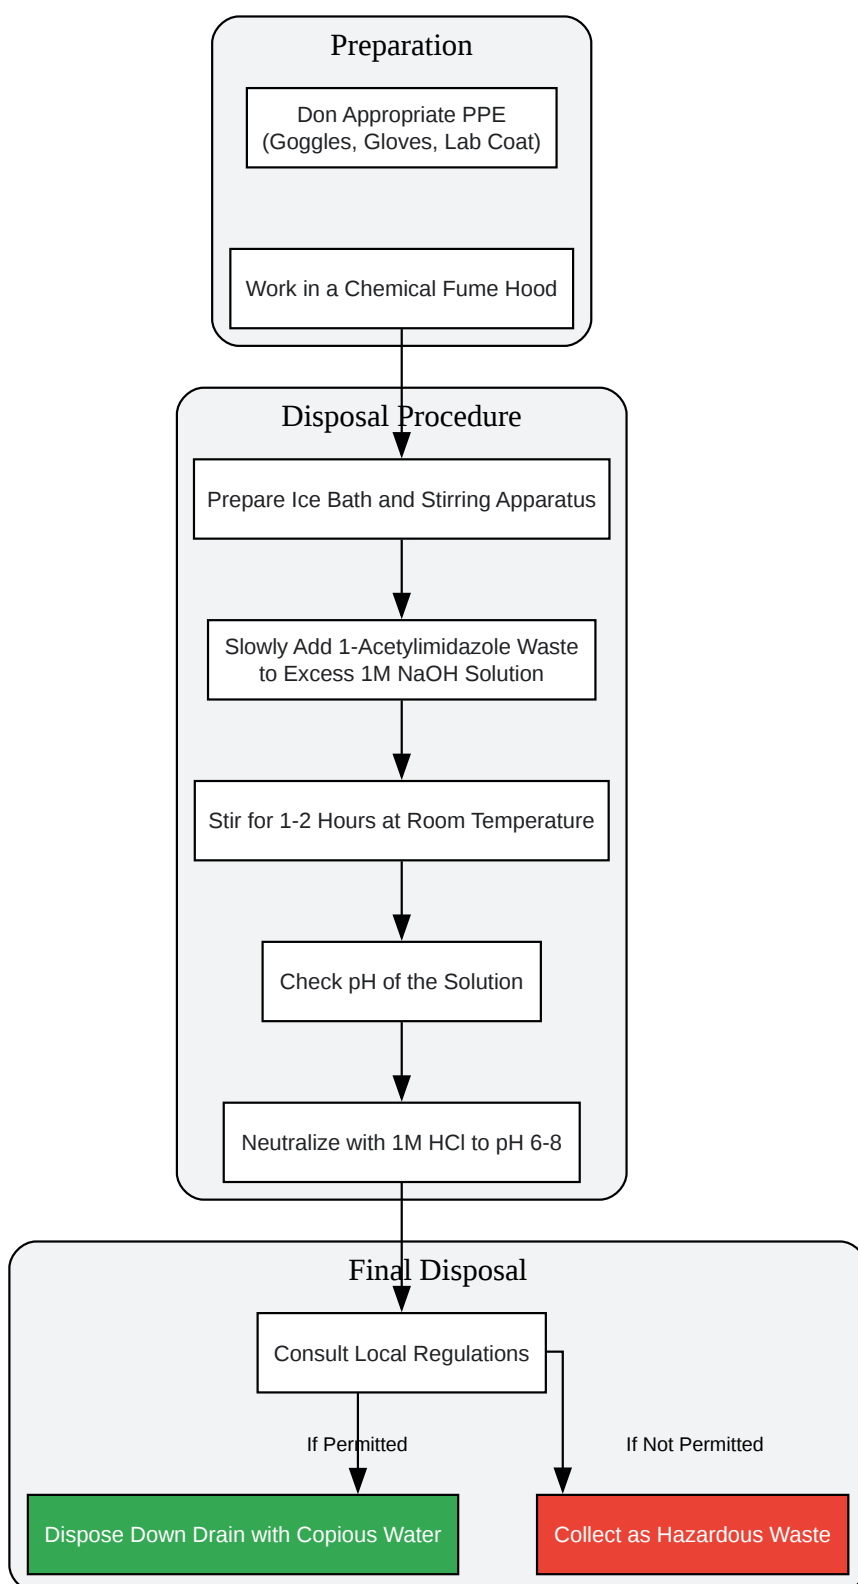 Preparation
Don Appropriate PPE
(Goggles, Gloves, Lab Coat)
Work in a Chemical Fume Hood
Disposal Procedure
Prepare Ice Bath and Stirring Apparatus
Slowly Add 1-Acetylimidazole Waste
to Excess 1M NaOH Solution
Stir for 1-2 Hours at Room Temperature
Check pH of the Solution
Neutralize with 1M HCl to pH 6-8
Final Disposal
Consult Local Regulations
If Permitted
If Not Permitted
Dispose Down Drain with Copious Water
Collect as Hazardous Waste